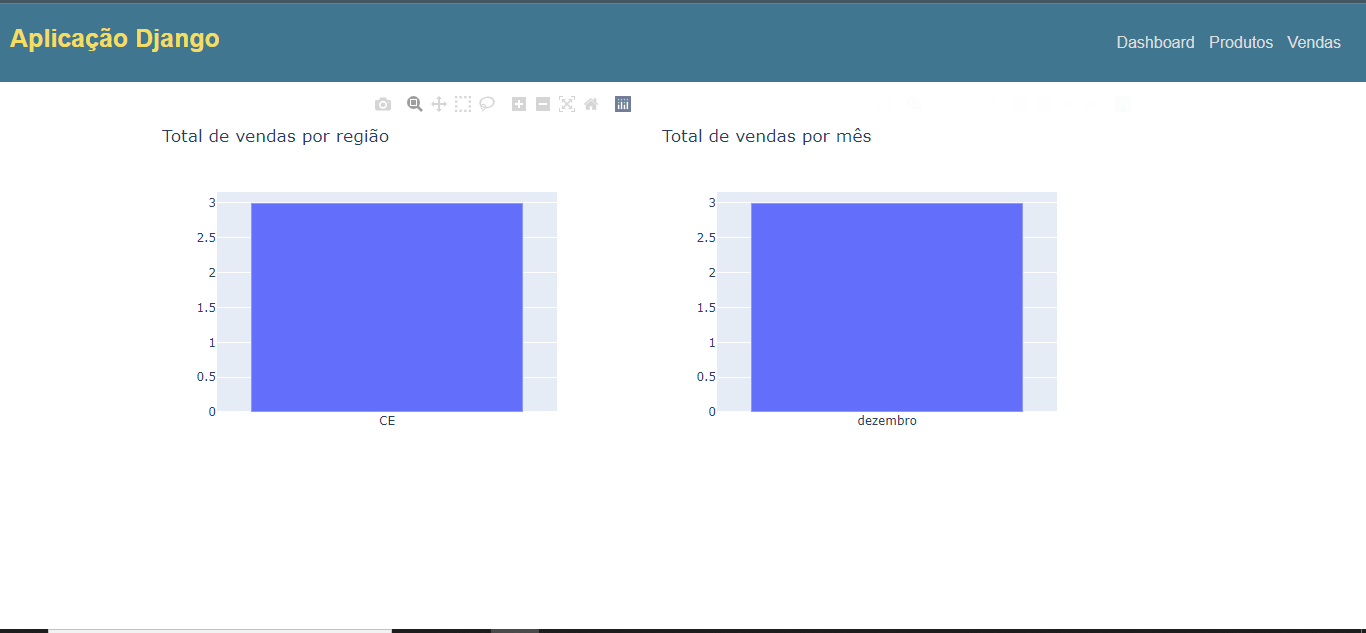 Aplicação Django
Dashboard Produtos Vendas
Total de vendas por região
3
2.5
2
1.5
1
0.5
0
CE
Total de vendas por mês
3
2.5
2
1.5
1
0.5
0
dezembro